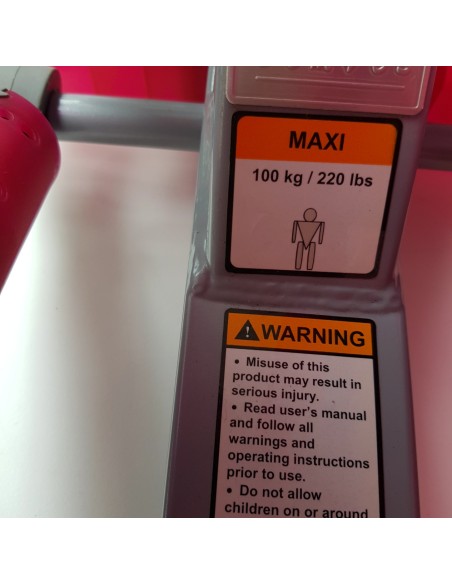 MAXI
100 kg / 220 lbs
WARNING
• Misuse of this
product may result in
serious injury.
• Read user's manual
and follow all
warnings and
operating instructions
prior to use.
• Do not allow
children on or around